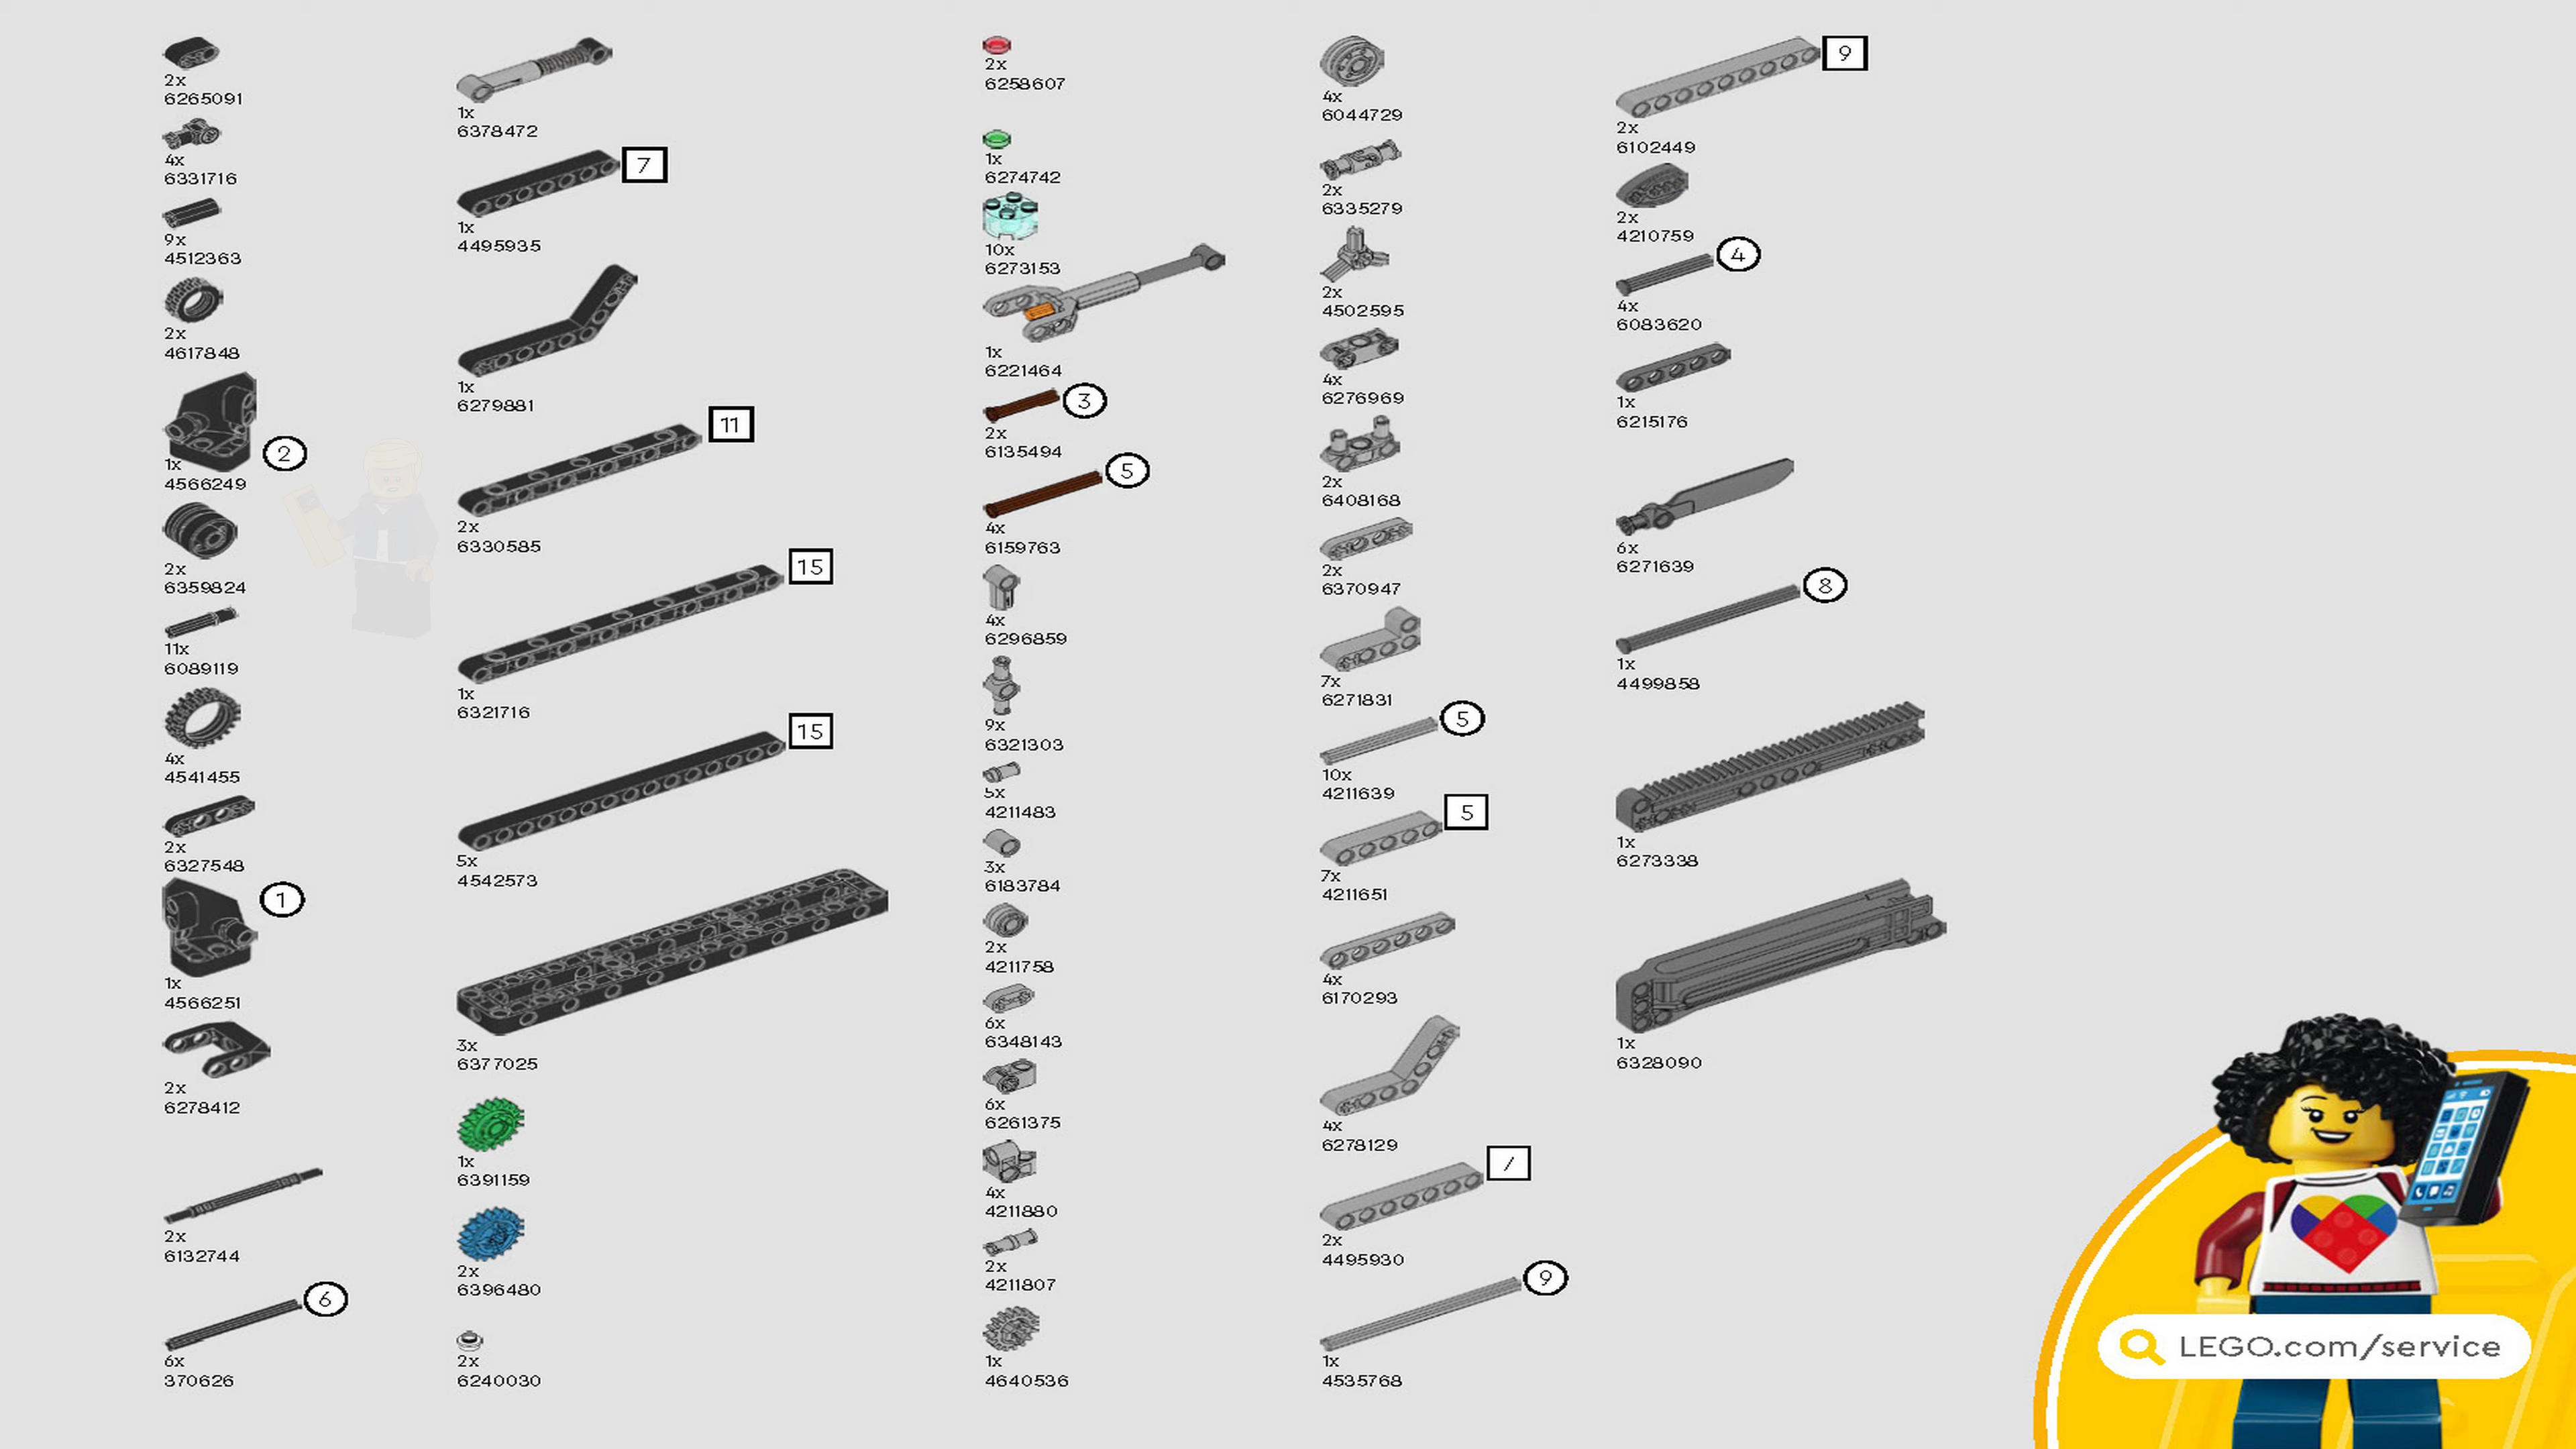 2x
6265091
4x
6331716
9x
4512363
2x
4617848
1x
4566249
2
2x
6359824
11x
6089119
4x
4541455
2x
6327548
1
1x
4566251
2x
6278412
2x
6132744
6
6x
370626
1x
6378472
7
1x
4495935
1x
6279881
11
2x
6330585
15
1x
6321716
15
5x
4542573
3x
6377025
1x
6391159
2x
6396480
2x
6240030
2x
6258607
1x
6274742
10x
6273153
1x
6221464
3
2x
6135494
5
4x
6159763
4x
6296859
9x
6321303
5x
4211483
3x
6183784
2x
4211758
6x
6348143
6x
6261375
4x
4211880
2x
4211807
1x
4640536
4x
6044729
2x
6335279
2x
4502595
4x
6276969
2x
6408168
2x
6370947
7x
6271831
5
10x
4211639
5
7x
4211651
4x
6170293
4x
6278129
2x
4495930
9
1x
4535768
9
2x
6102449
2x
4210759
4
4x
6083620
1x
6215176
6x
6271639
8
1x
4499858
1x
6273338
1x
6328090
LEGO.com/service